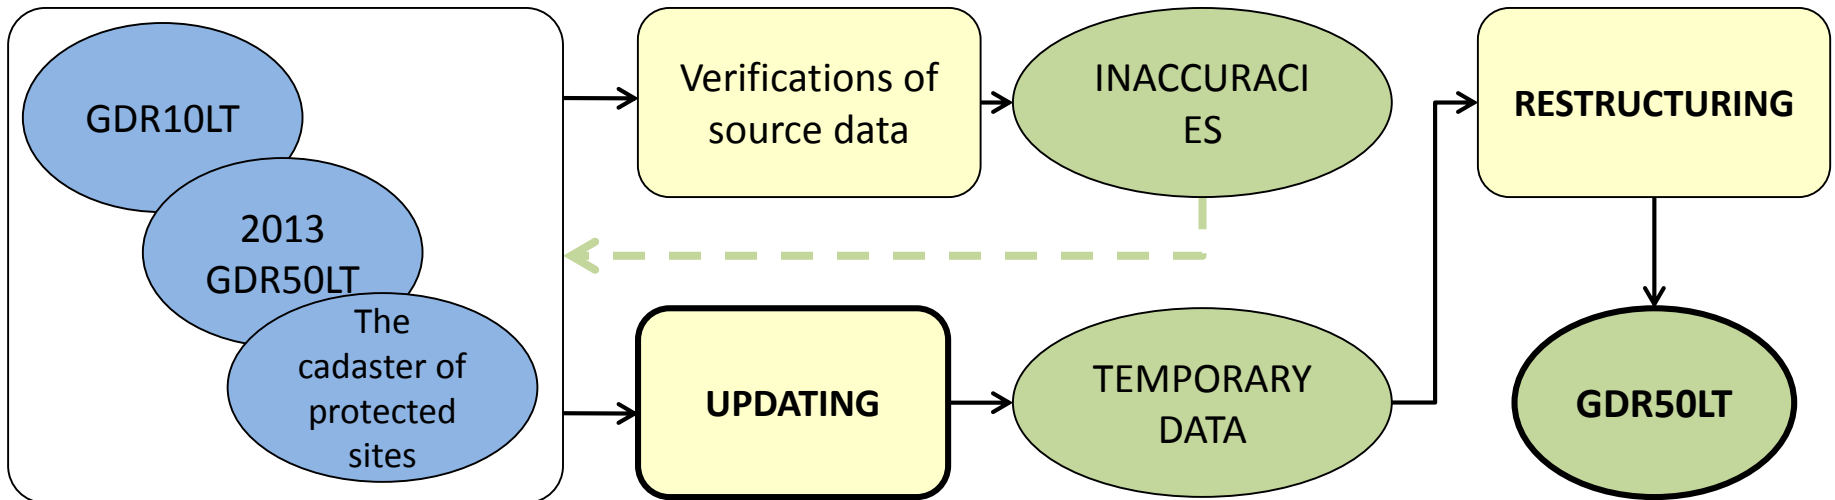 GDR10LT
2013
GDR50LT
The
cadaster of
protected
sites
Verifications of
source data
INACCURACI
ES
UPDATING
TEMPORARY
DATA
RESTRUCTURING
GDR50LT